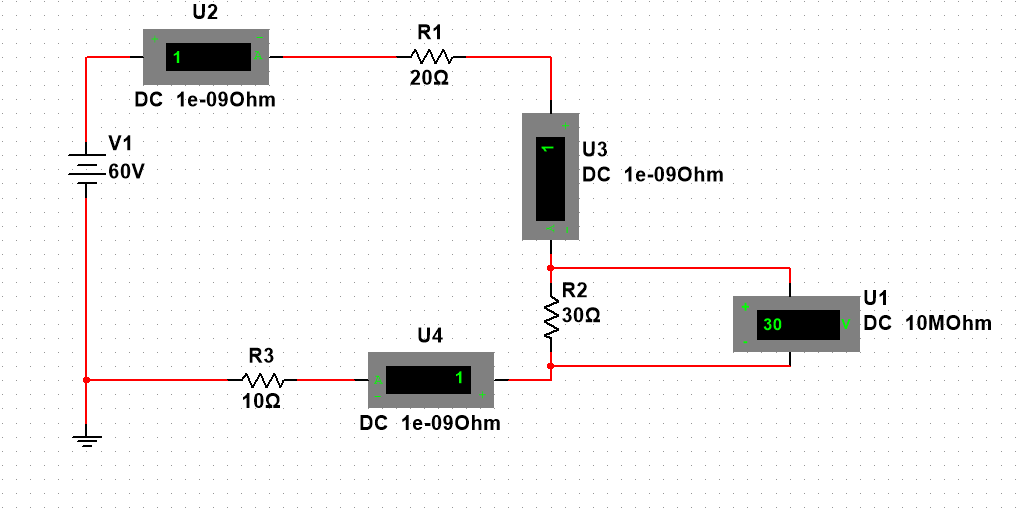 U2
+ −
1 A
DC 1e-09Ohm
R1
20Ω
V1
60V
+
1
A −
U3
DC 1e-09Ohm
R2
30Ω
+
30 V
-
U1
DC 10MOhm
R3
10Ω
U4
A 1
− +
DC 1e-09Ohm